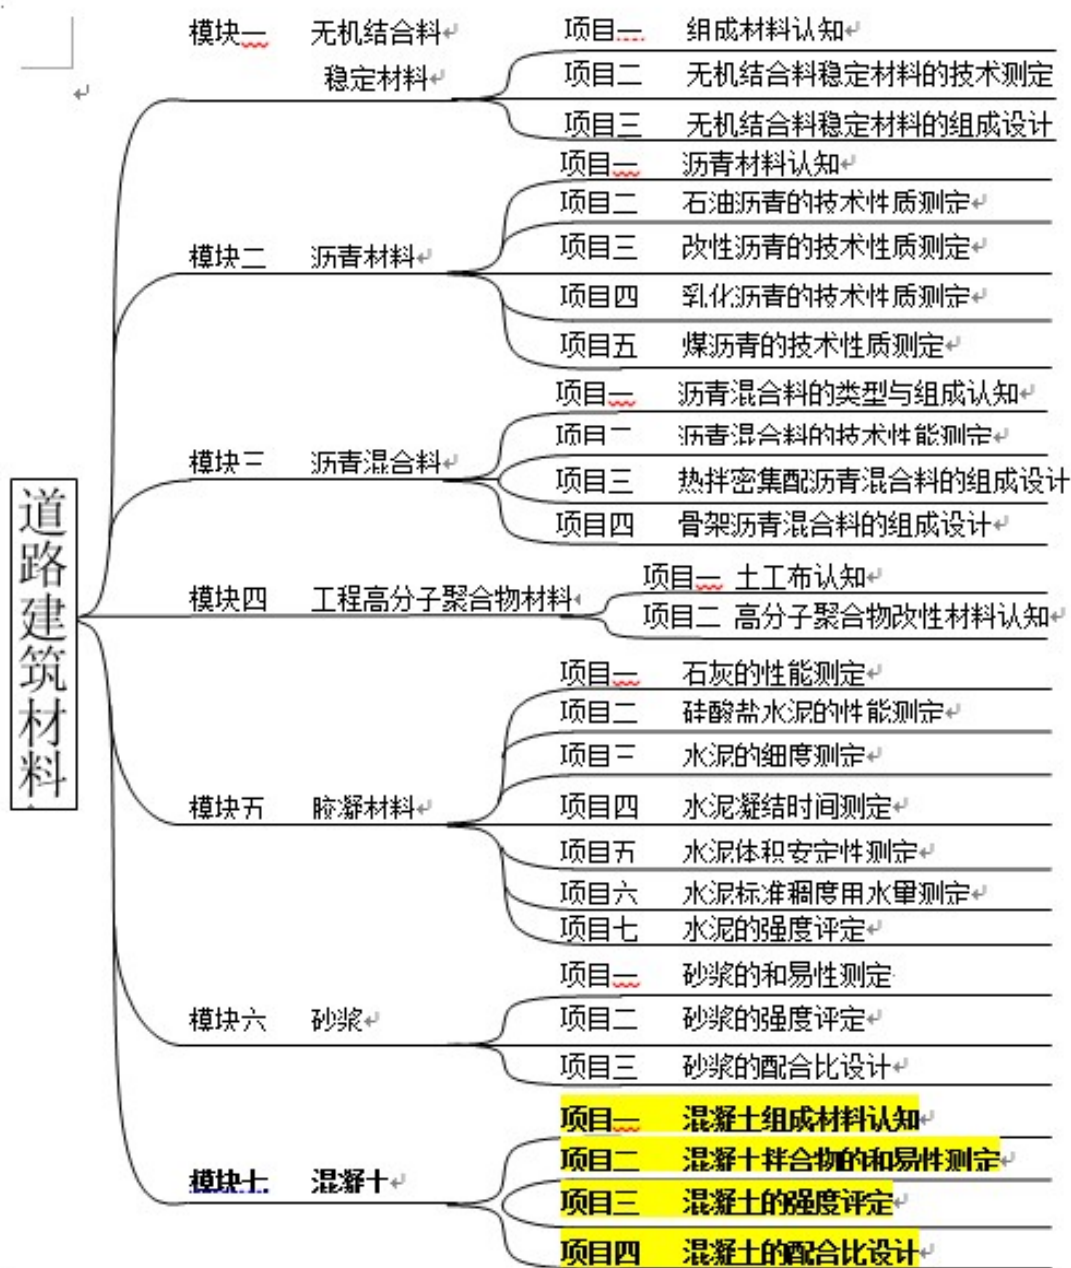 道路建筑材料
模块一 无机结合料
稳定材料
项目一 组成材料认知
项目二 无机结合料稳定材料的技术测定
项目三 无机结合料稳定材料的组成设计
模块二 沥青材料
项目一 沥青材料认知
项目二 石油沥青的技术性质测定
项目三 改性沥青的技术性质测定
项目四 乳化沥青的技术性质测定
项目五 煤沥青的技术性质测定
模块三 沥青混合料
项目一 沥青混合料的类型与组成认知
项目二 沥青混合料的技术性能测定
项目三 热拌密集配沥青混合料的组成设计
项目四 骨架沥青混合料的组成设计
模块四 工程高分子聚合物材料
项目一 土工布认知
项目二 高分子聚合物改性材料认知
模块五 胶凝材料
项目一 石灰的性能测定
项目二 硅酸盐水泥的性能测定
项目三 水泥的细度测定
项目四 水泥凝结时间测定
项目五 水泥体积安定性测定
项目六 水泥标准稠度用水量测定
项目七 水泥的强度评定
模块六 砂浆
项目一 砂浆的和易性测定
项目二 砂浆的强度评定
项目三 砂浆的配合比设计
模块七 混凝土
项目一 混凝土组成材料认知
项目二 混凝土拌合物的和易性测定
项目三 混凝土的强度评定
项目四 混凝土的配合比设计